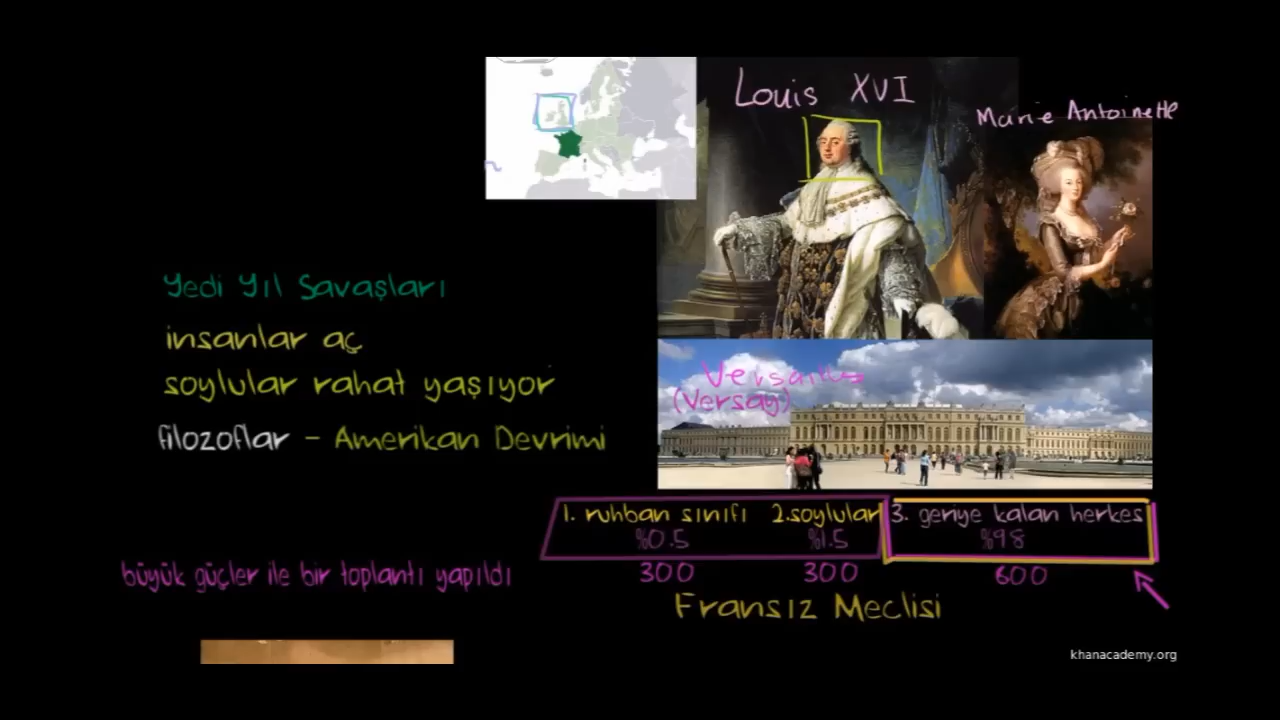 Louis XVI
Marie Antoinette
Yedi Yıl Savaşları
insanlar aç
soylular rahat yaşıyor
filozoflar - Amerikan Devrimi
Versailles
(Versay)
1. ruhban sınıfı 2.soylular 3. geriye kalan herkes
%0.5 %1.5 %98
büyük güçler ile bir toplantı yapıldı
300 300 600
Fransız Meclisi
khanacademy.org